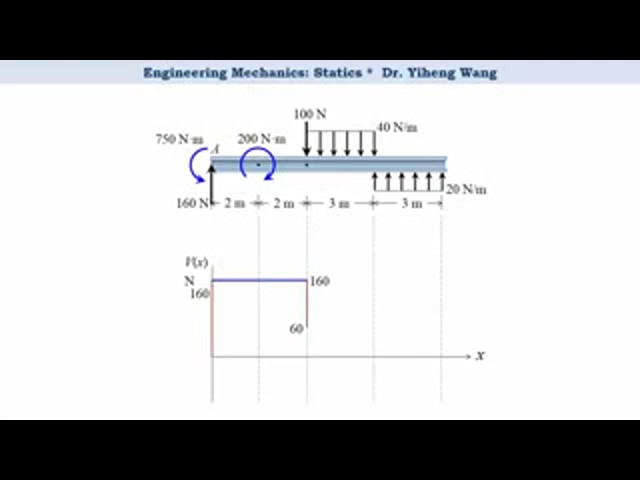 Engineering Mechanics: Statics * Dr. Yiheng Wang
100 N
40 N/m
750 N·m
A
200 N·m
160 N
2 m
2 m
3 m
3 m
20 N/m
V(x)
N
160
160
60
x